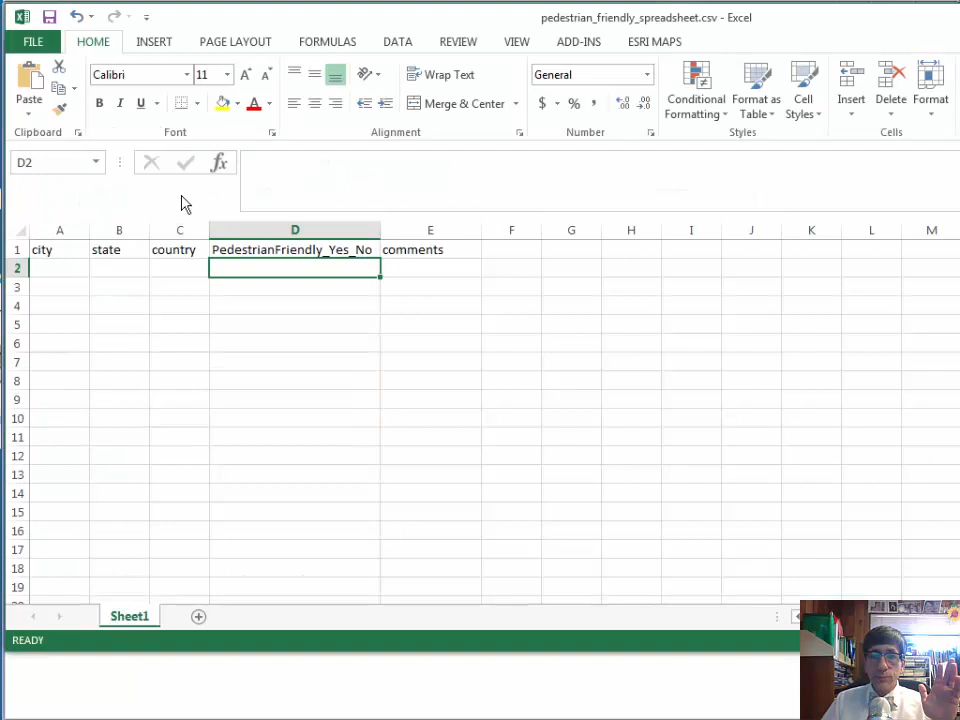 pedestrian_friendly_spreadsheet.csv - Excel
FILE HOME INSERT PAGE LAYOUT FORMULAS DATA REVIEW VIEW ADD-INS ESRI MAPS
Calibri 11 A A Wrap Text General
Paste B I U A Merge & Center $ % , Conditional Formatting Format as Table Cell Styles Insert Delete Format
Clipboard Font Alignment Number Styles Cells
D2 fx
A B C D E F G H I J K L M
1 city state country PedestrianFriendly_Yes_No comments
2
3
4
5
6
7
8
9
10
11
12
13
14
15
16
17
18
19
Sheet1
READY